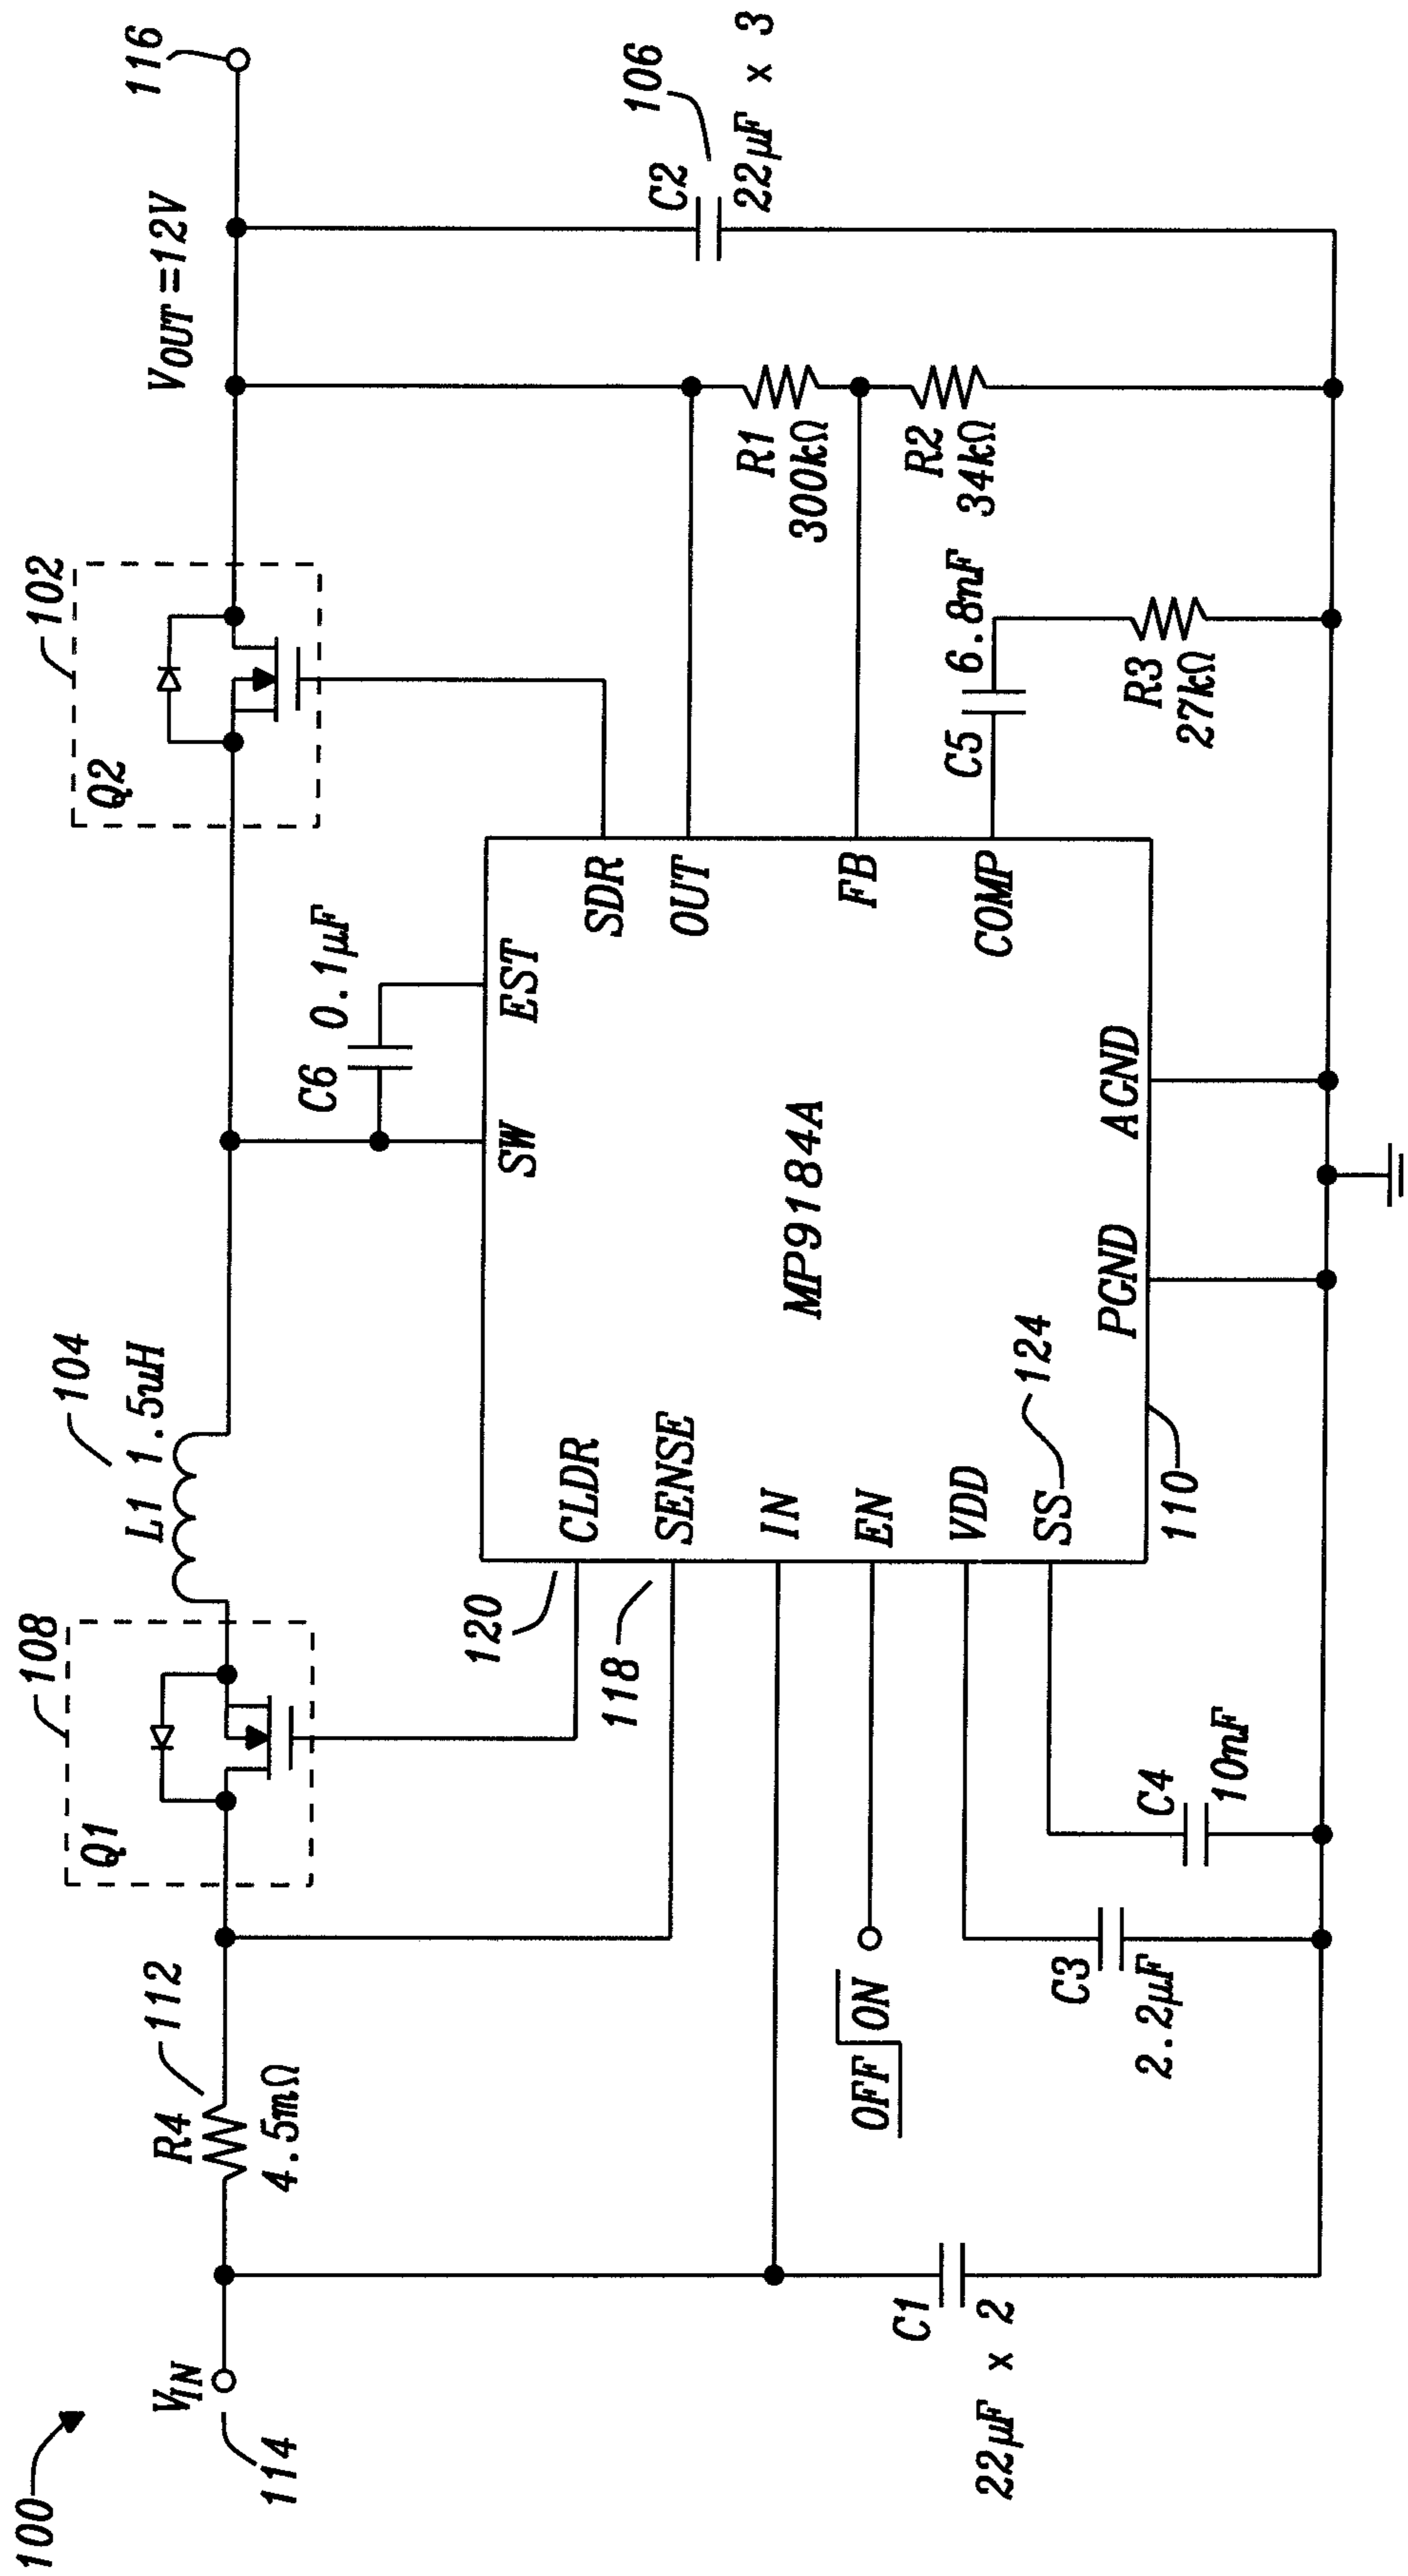 100
114
VIN
R4
4.5mΩ
112
Q1
108
L1 1.5uH
104
Q2
102
VOUT=12V
116
C6
0.1µF
120
118
CLDR
SENSE
IN
EN
VDD
SS
124
SW
EST
SDR
OUT
FB
COMP
MP9184A
PGND
AGND
110
OFF
ON
C1
22µF x 2
C3
2.2µF
C4
10nF
C5
6.8nF
R3
27kΩ
R1
300kΩ
R2
34kΩ
C2
22µF x 3
106